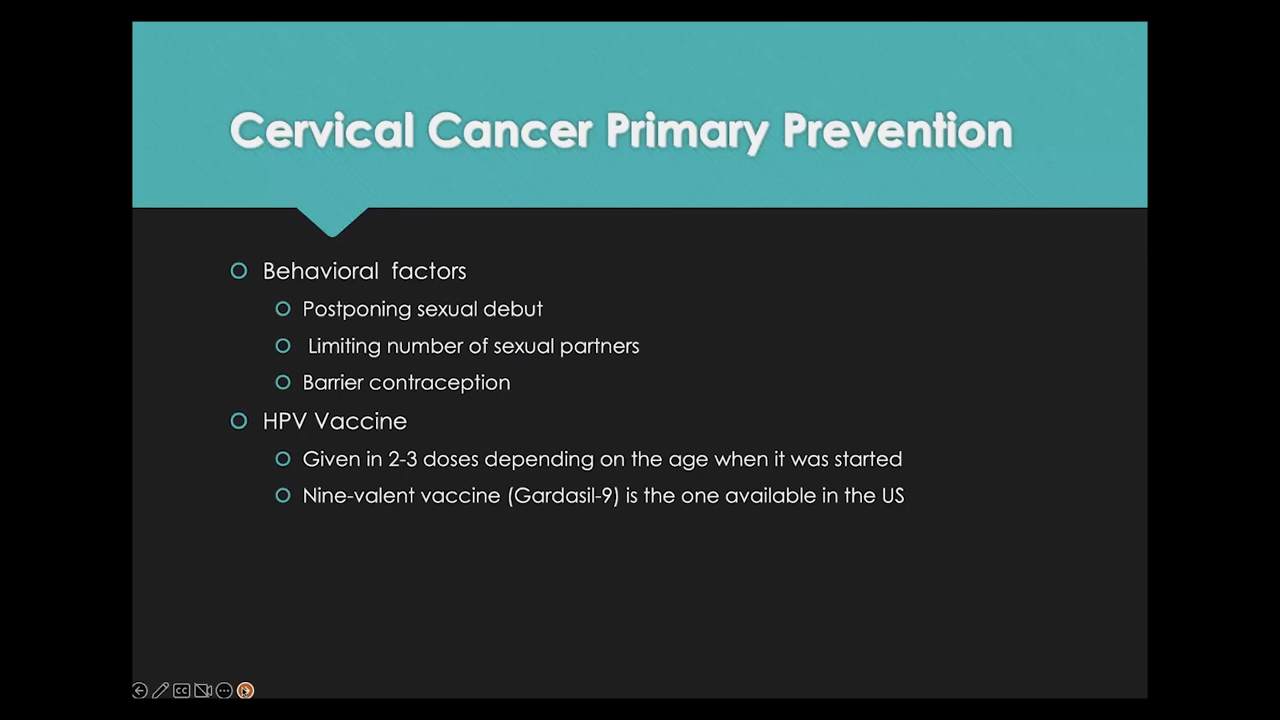 Cervical Cancer Primary Prevention
Behavioral factors
Postponing sexual debut
Limiting number of sexual partners
Barrier contraception
HPV Vaccine
Given in 2-3 doses depending on the age when it was started
Nine-valent vaccine (Gardasil-9) is the one available in the US
CC